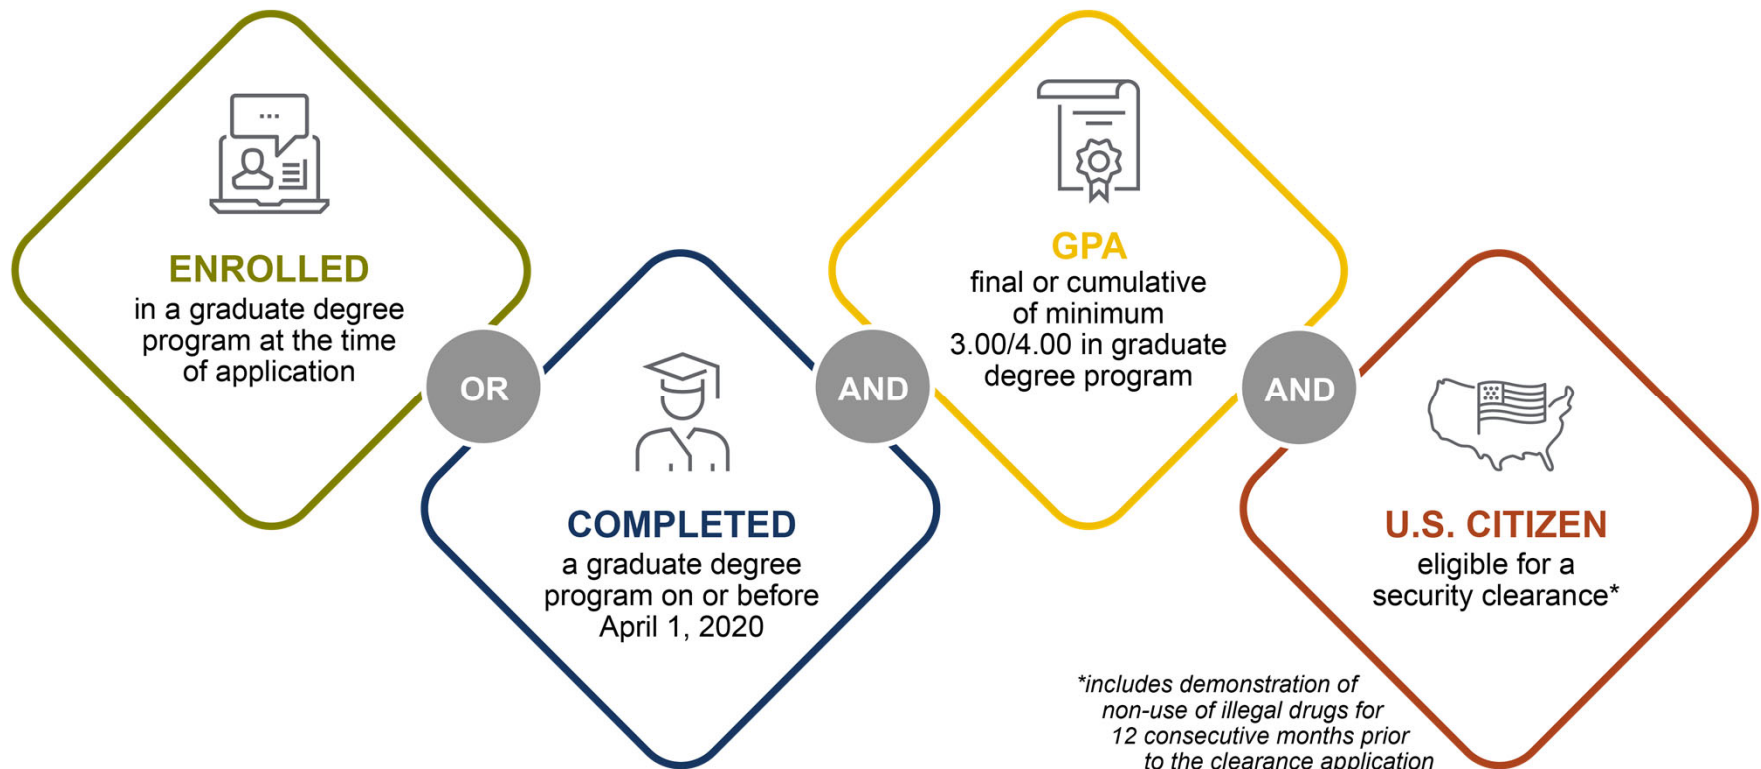 ...
ENROLLED
in a graduate degree
program at the time
of application
OR
COMPLETED
a graduate degree
program on or before
April 1, 2020
AND
GPA
final or cumulative
of minimum
3.00/4.00 in graduate
degree program
AND
U.S. CITIZEN
eligible for a
security clearance*
*includes demonstration of
non-use of illegal drugs for
12 consecutive months prior
to the clearance application